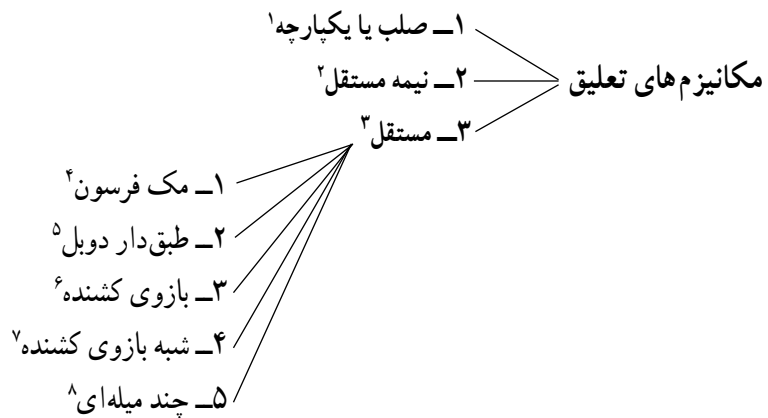 مکانیزم‌های تعلیق
۱ــ صلب یا یکپارچه۱
۲ــ نیمه مستقل۲
۳ــ مستقل۳
۱ــ مک فرسون۴
۲ــ طبق‌دار دوبل۵
۳ــ بازوی کشنده۶
۴ــ شبه بازوی کشنده۷
۵ــ چند میله‌ای۸